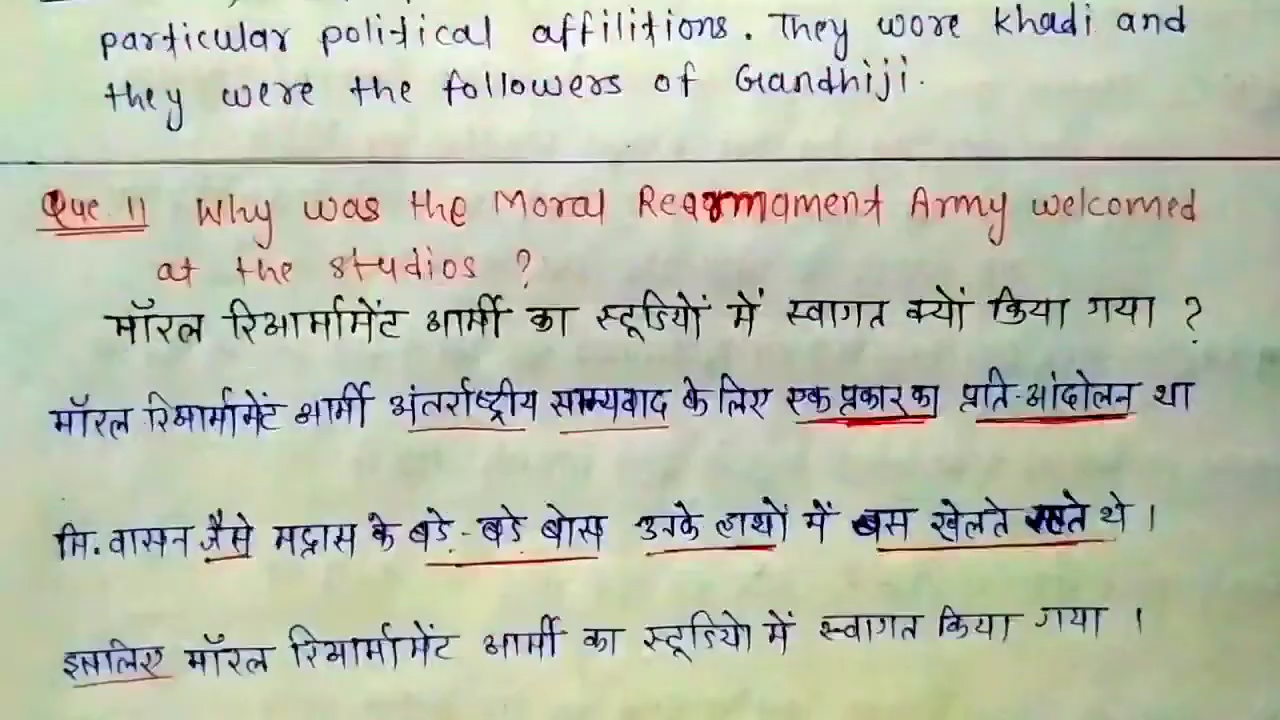 particular political affilitions. They wore khadi and
they were the followers of Gandhiji.
Que. 11 Why was the Moral Rearmament Army welcomed
at the studios ?
मॉरल रिआर्मामेंट आर्मी का स्टूडियों में स्वागत क्यों किया गया ?
मॉरल रिआर्मामेंट आर्मी अंतर्राष्ट्रीय साम्यवाद के लिए एक प्रकार का प्रति-आंदोलन था
मि. वासन जैसे मद्रास के बड़े-बड़े बोस उनके हाथों में बस खेलते रहते थे।
इसलिए मॉरल रिआर्मामेंट आर्मी का स्टूडियो में स्वागत किया गया ।